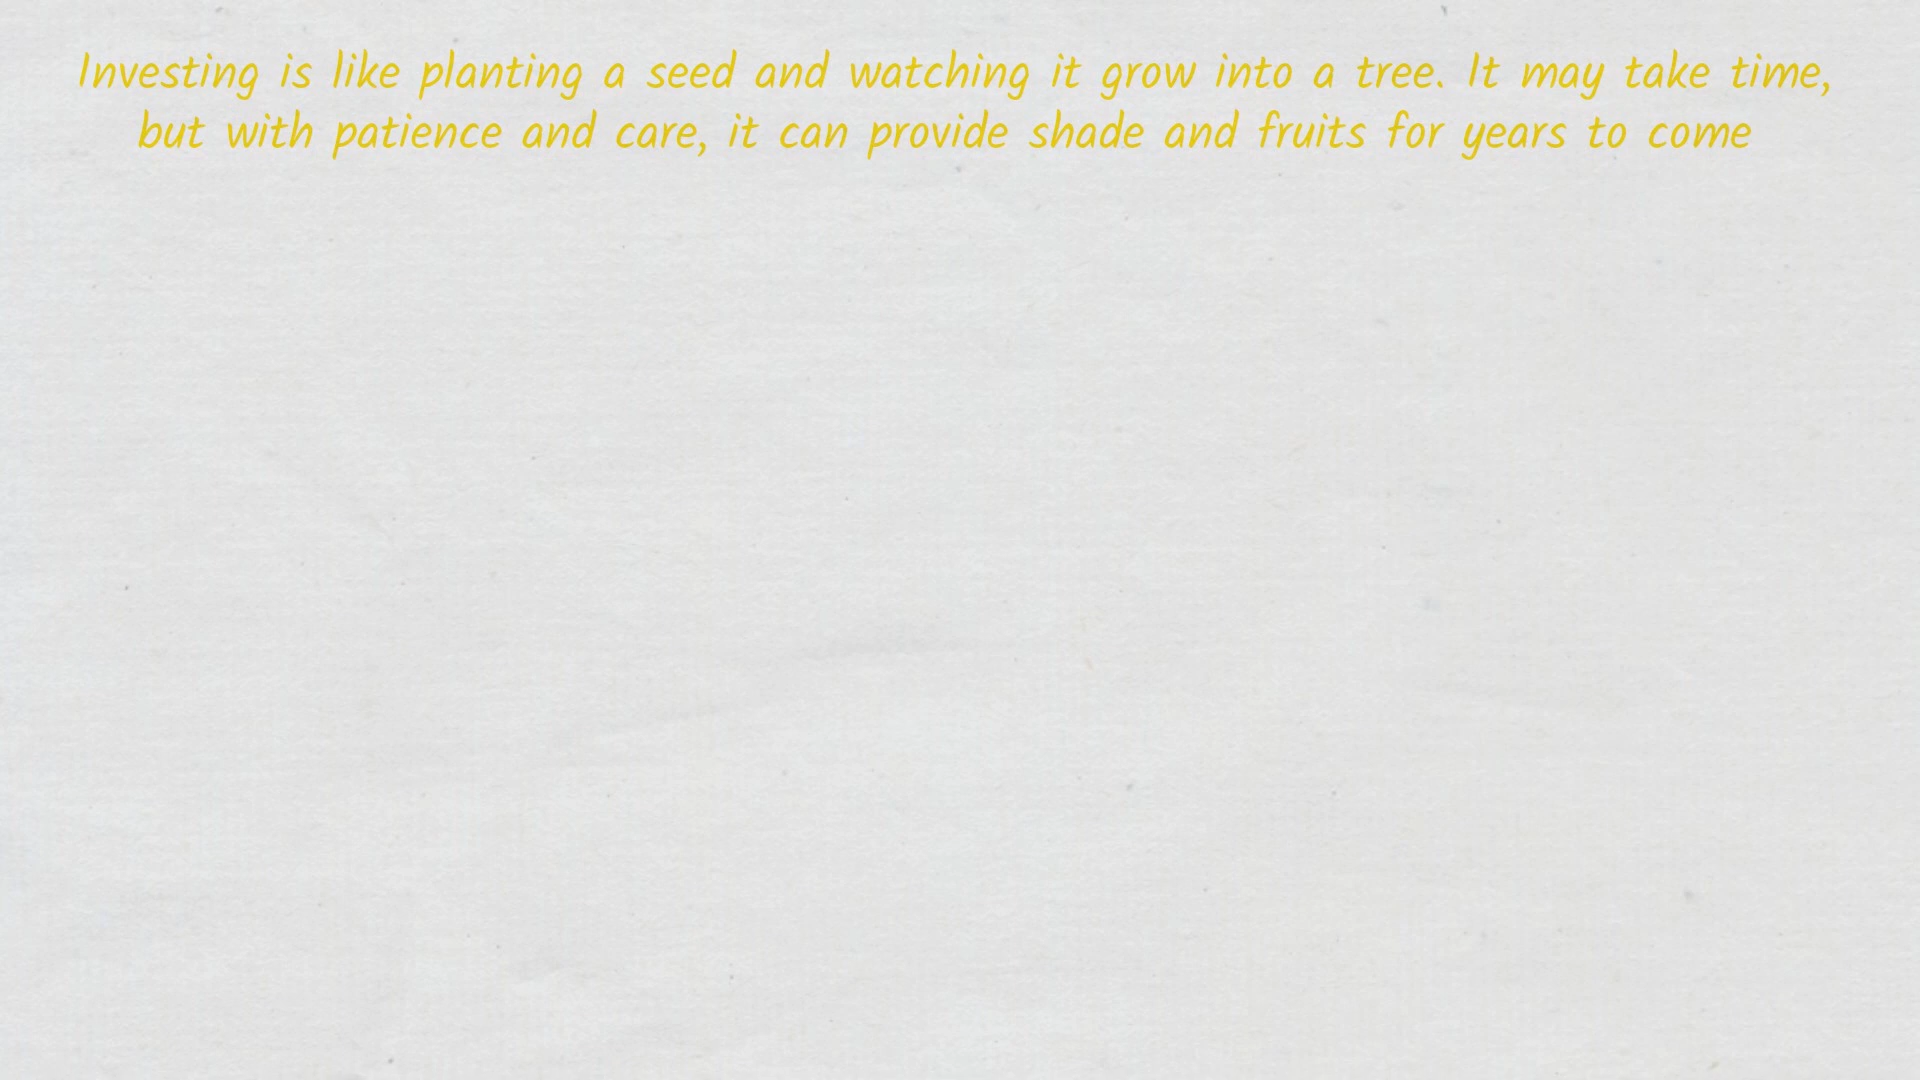 Investing is like planting a seed and watching it grow into a tree. It may take time,
but with patience and care, it can provide shade and fruits for years to come